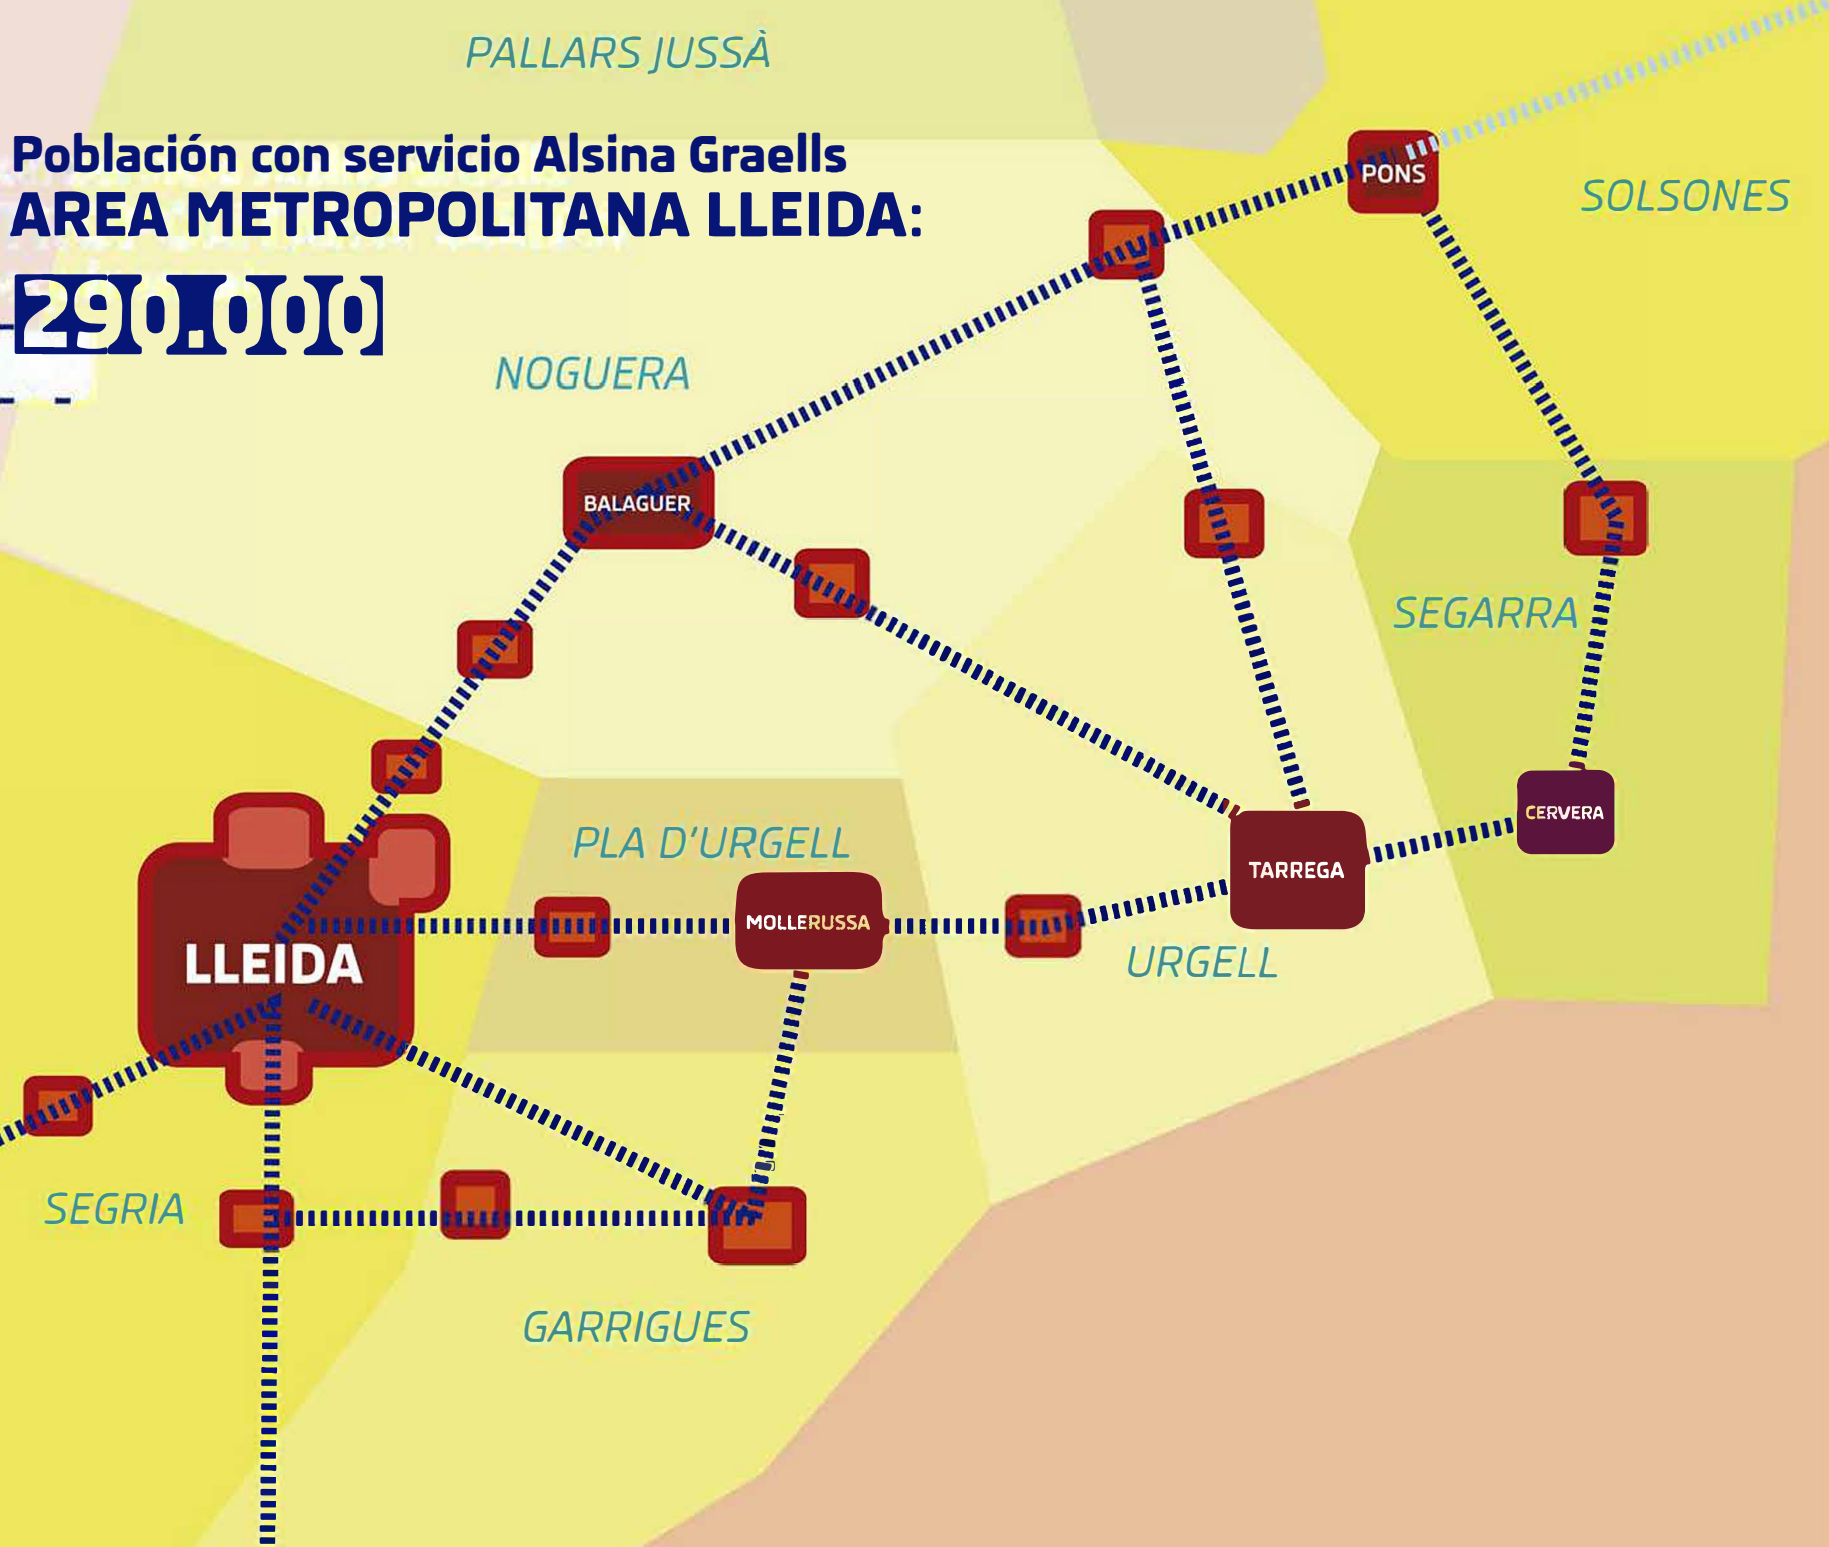 PALLARS JUSSÀ
Población con servicio Alsina Graells
AREA METROPOLITANA LLEIDA:
290.000
PONS
SOLSONES
NOGUERA
BALAGUER
SEGARRA
CERVERA
PLA D'URGELL
TARREGA
MOLLERUSSA
LLEIDA
URGELL
SEGRIA
GARRIGUES